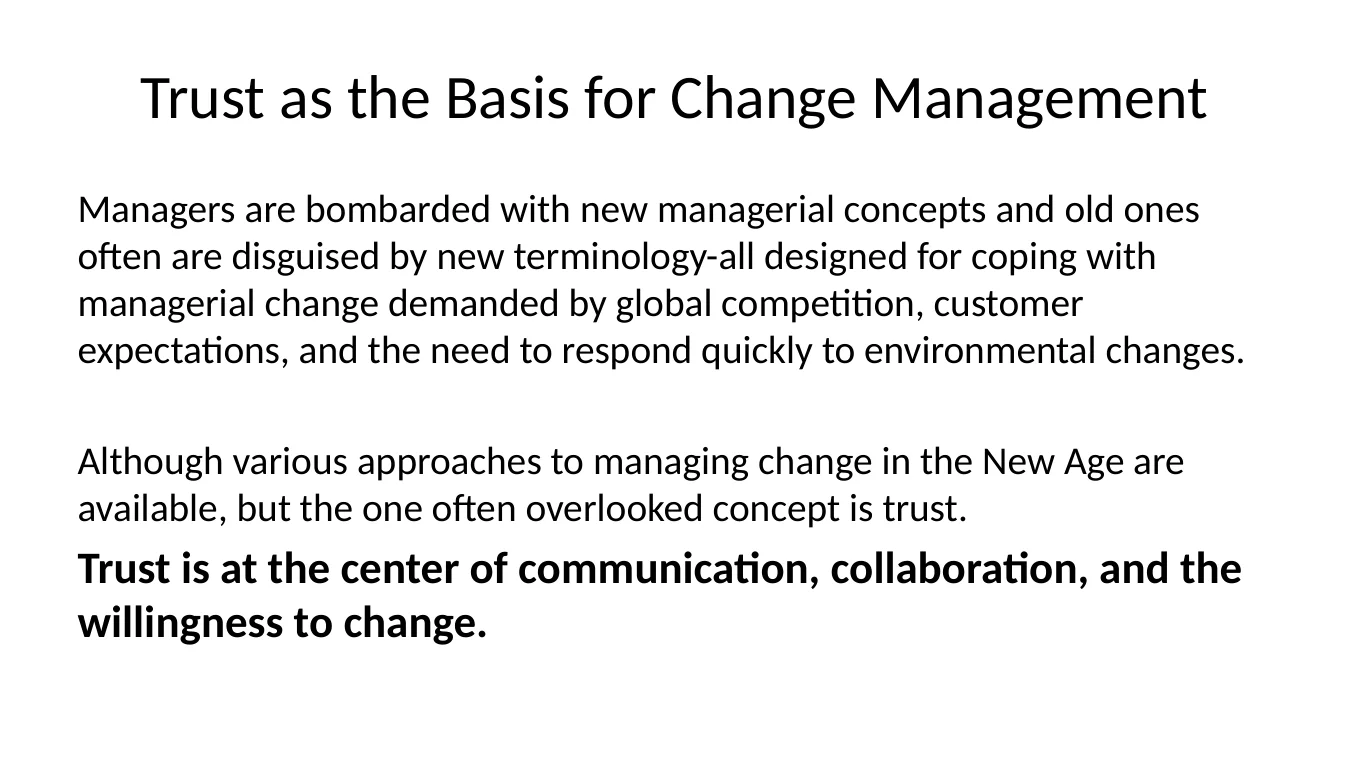 Trust as the Basis for Change Management
Managers are bombarded with new managerial concepts and old ones
often are disguised by new terminology-all designed for coping with
managerial change demanded by global competition, customer
expectations, and the need to respond quickly to environmental changes.
Although various approaches to managing change in the New Age are
available, but the one often overlooked concept is trust.
Trust is at the center of communication, collaboration, and the
willingness to change.